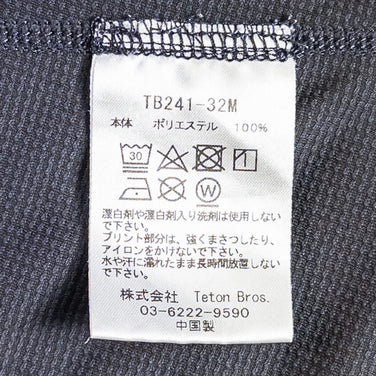 TB241-32M
本体 ポリエステル 100%
30
W
漂白剤や漂白剤入り洗剤は使用しない
で下さい。
プリント部分は、強くまさつしたり、
アイロンをかけないで下さい。
水や汗に濡れたまま長時間放置しない
で下さい。
株式会社 Teton Bros.
03-6222-9590
中国製